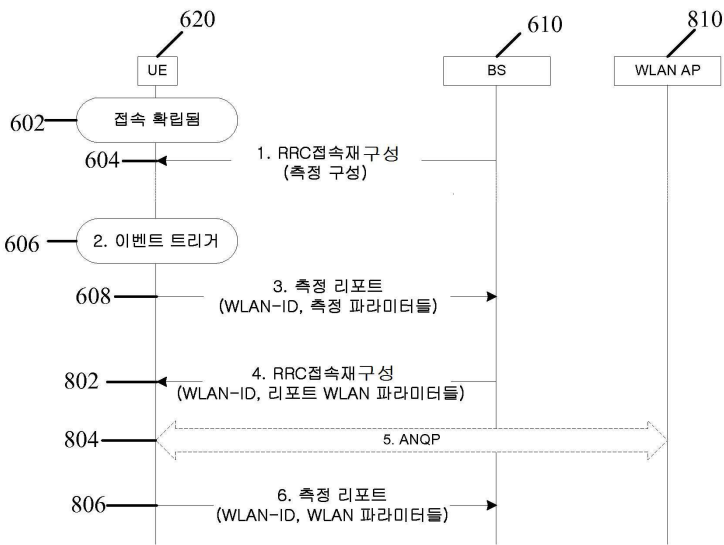 620
610
810
UE
BS
WLAN AP
602
접속 확립됨
604
1. RRC접속재구성
(측정 구성)
606
2. 이벤트 트리거
608
3. 측정 리포트
(WLAN-ID, 측정 파라미터들)
802
4. RRC접속재구성
(WLAN-ID, 리포트 WLAN 파라미터들)
804
5. ANQP
806
6. 측정 리포트
(WLAN-ID, WLAN 파라미터들)